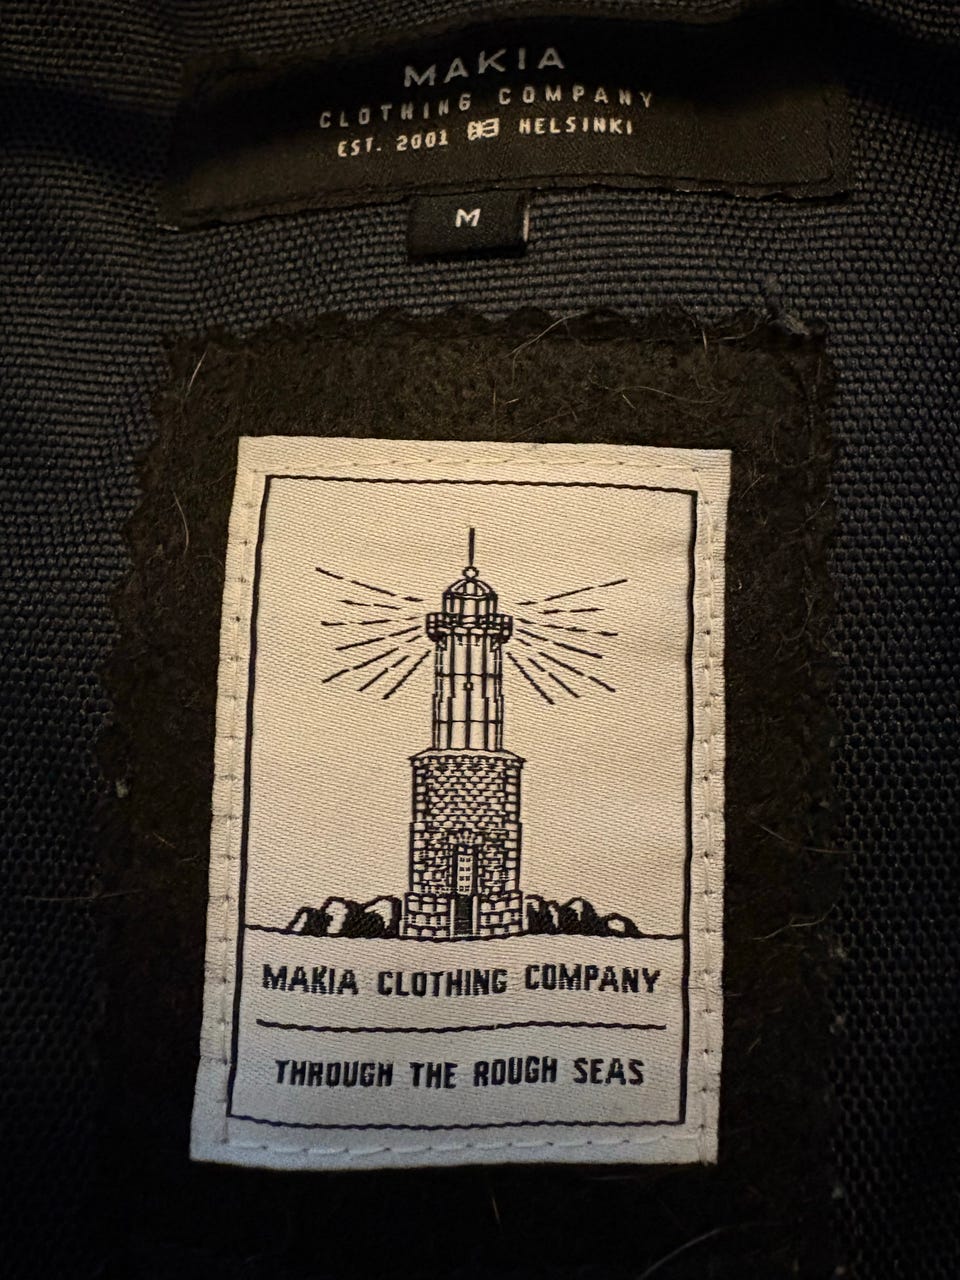 MAKIA
CLOTHING COMPANY
EST. 2001 HELSINKI
M
MAKIA CLOTHING COMPANY
THROUGH THE ROUGH SEAS